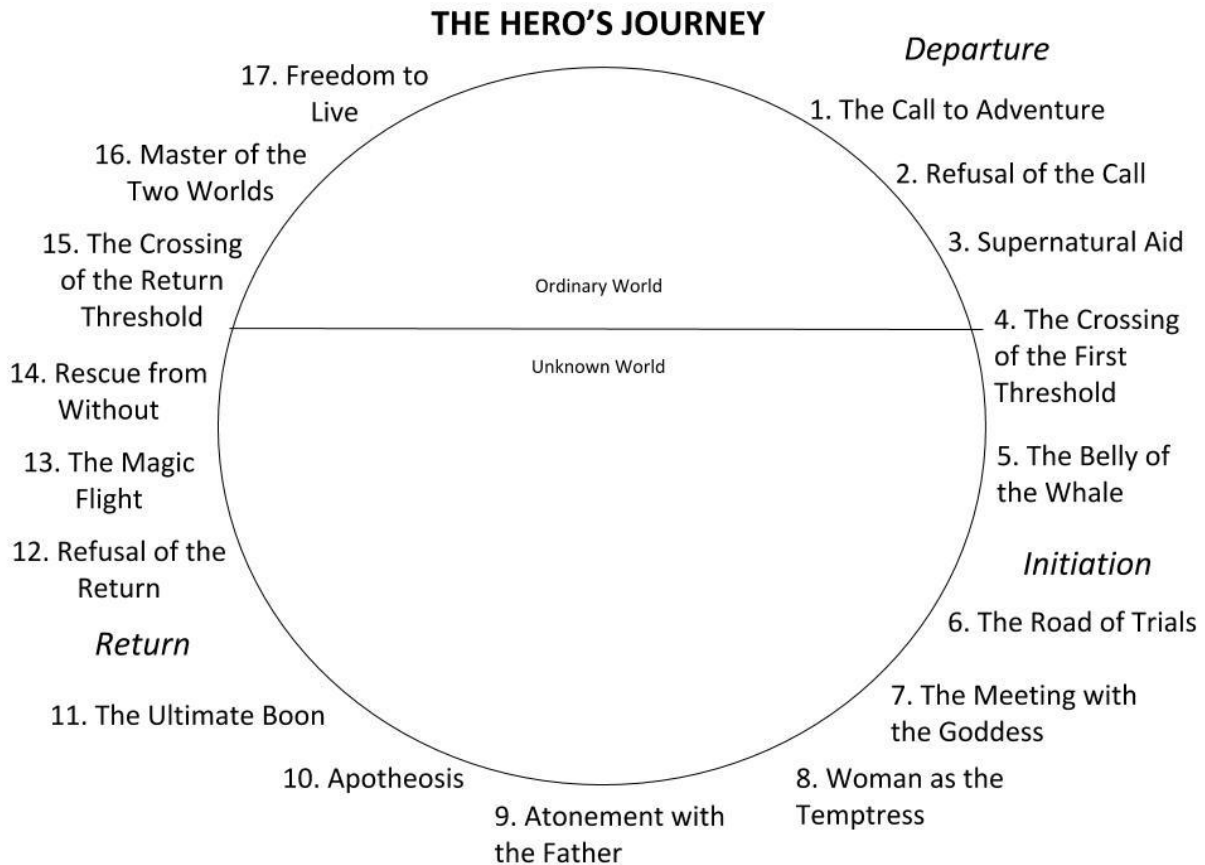 THE HERO’S JOURNEY
Departure
1. The Call to Adventure
2. Refusal of the Call
3. Supernatural Aid
4. The Crossing
of the First
Threshold
5. The Belly of
the Whale
Initiation
6. The Road of Trials
7. The Meeting with
the Goddess
8. Woman as the
Temptress
9. Atonement with
the Father
10. Apotheosis
11. The Ultimate Boon
Return
12. Refusal of the
Return
13. The Magic
Flight
14. Rescue from
Without
15. The Crossing
of the Return
Threshold
16. Master of the
Two Worlds
17. Freedom to
Live
Ordinary World
Unknown World